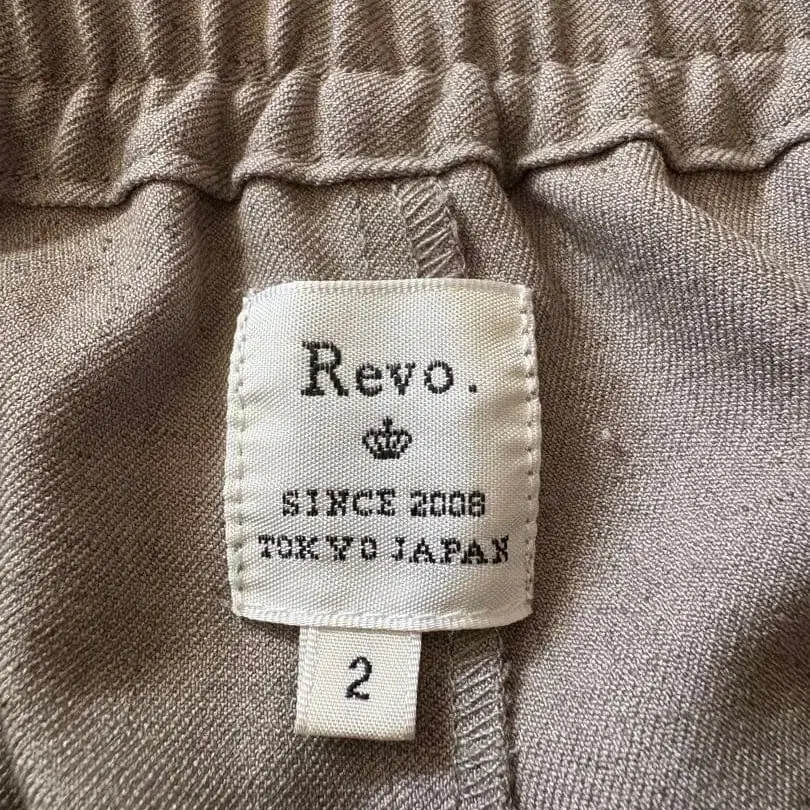 Revo.
SINCE 2008
TOKYO JAPAN
2